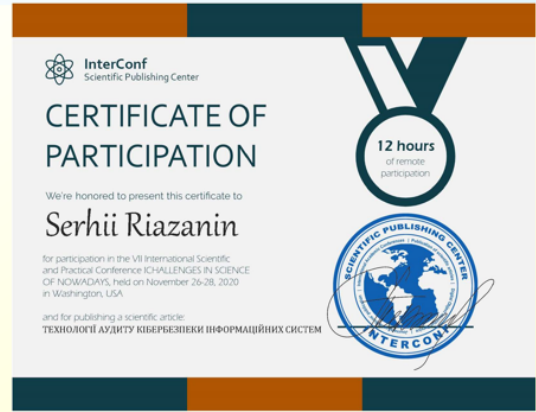 InterConf
Scientific Publishing Center
CERTIFICATE OF
PARTICIPATION
We're honored to present this certificate to
Serhii Riazanin
for participation in the VII International Scientific
and Practical Conference ICHALLENGES IN SCIENCE
OF NOWADAYS, held on November 26-28, 2020
in Washington, USA
and for publishing a scientific article:
ТЕХНОЛОГІЇ АУДИТУ КІБЕРБЕЗПЕКИ ІНФОРМАЦІЙНИХ СИСТЕМ
12 hours
of remote
participation
SCIENTIFIC PUBLISHING CENTER
INTERCONF